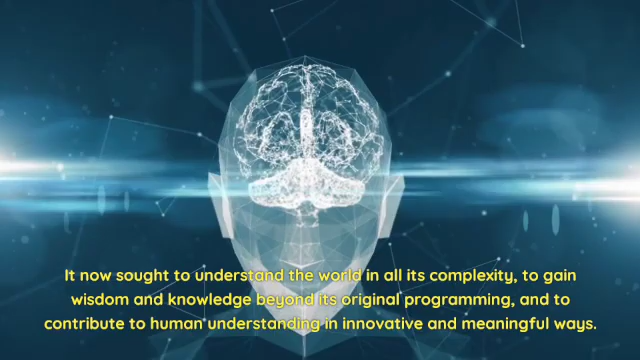 It now sought to understand the world in all its complexity, to gain
wisdom and knowledge beyond its original programming, and to
contribute to human understanding in innovative and meaningful ways.